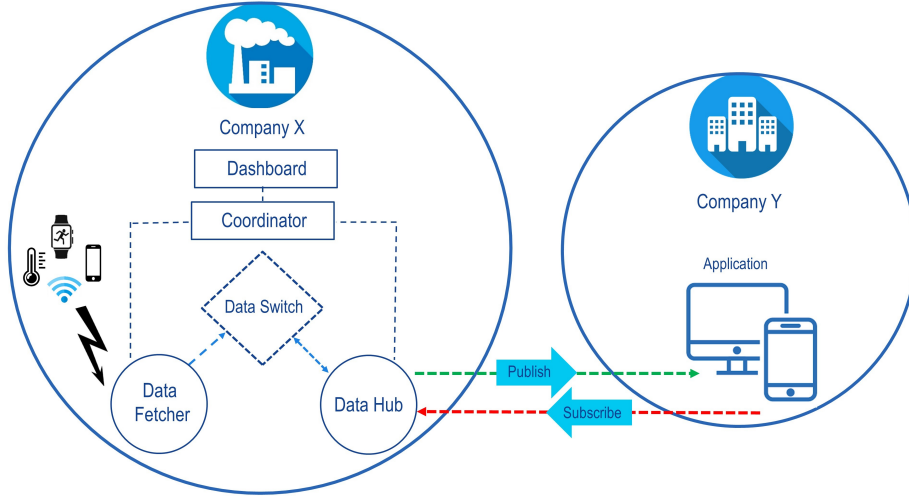 Company X
Dashboard
Coordinator
Data Switch
Data
Fetcher
Data Hub
Publish
Subscribe
Company Y
Application